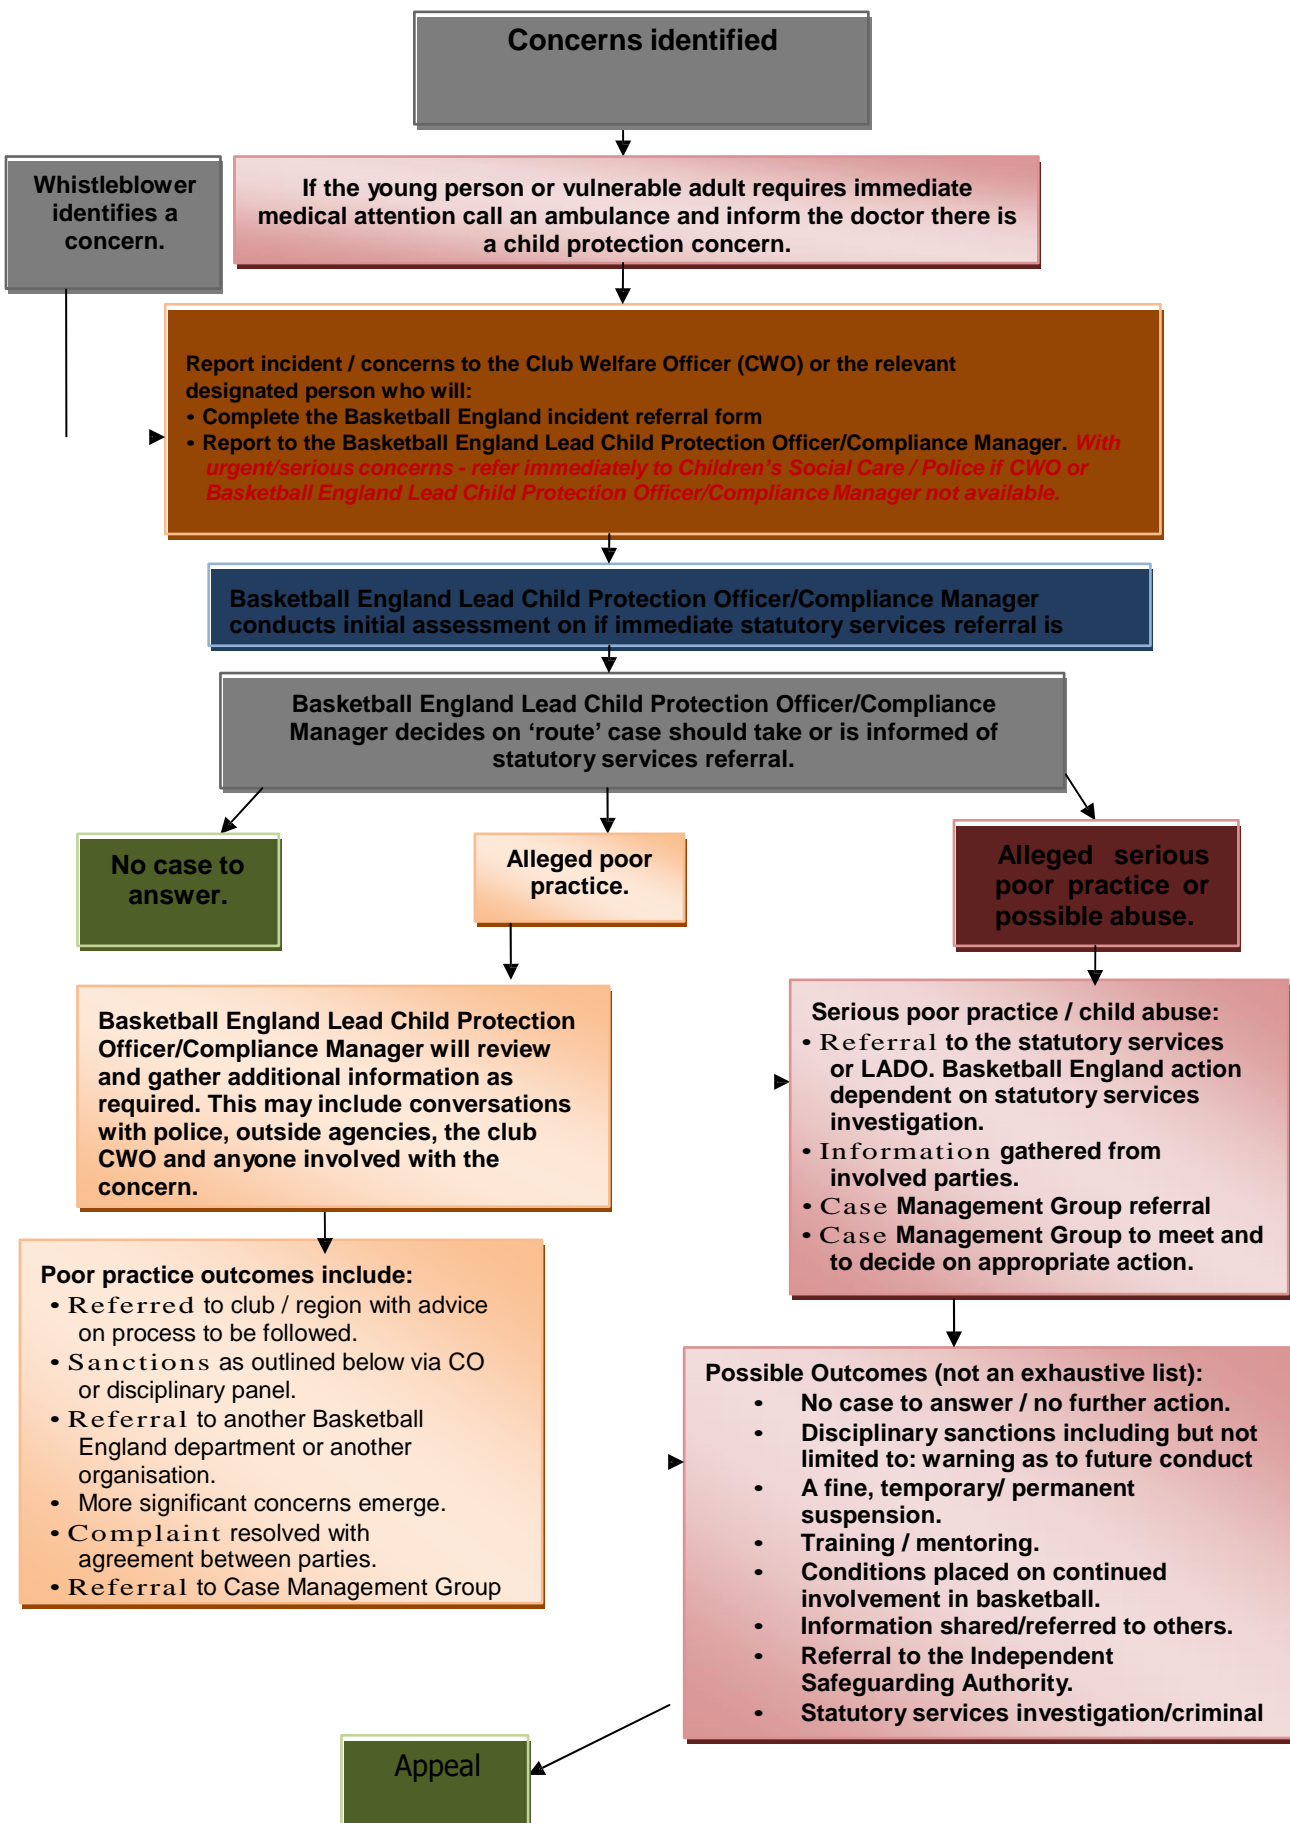 Concerns identified
Whistleblower
identifies a
concern.
If the young person or vulnerable adult requires immediate
medical attention call an ambulance and inform the doctor there is
a child protection concern.
Report incident / concerns to the Club Welfare Officer (CWO) or the relevant
designated person who will:
• Complete the Basketball England incident referral form
• Report to the Basketball England Lead Child Protection Officer/Compliance Manager. With
urgent/serious concerns - refer immediately to Children’s Social Care / Police if CWO or
Basketball England Lead Child Protection Officer/Compliance Manager not available.
Basketball England Lead Child Protection Officer/Compliance Manager
conducts initial assessment on if immediate statutory services referral is
Basketball England Lead Child Protection Officer/Compliance
Manager decides on ‘route’ case should take or is informed of
statutory services referral.
No case to
answer.
Alleged poor
practice.
Alleged serious
poor practice or
possible abuse.
Basketball England Lead Child Protection
Officer/Compliance Manager will review
and gather additional information as
required. This may include conversations
with police, outside agencies, the club
CWO and anyone involved with the
concern.
Serious poor practice / child abuse:
• Referral to the statutory services
or LADO. Basketball England action
dependent on statutory services
investigation.
• Information gathered from
involved parties.
• Case Management Group referral
• Case Management Group to meet and
to decide on appropriate action.
Poor practice outcomes include:
• Referred to club / region with advice
on process to be followed.
• Sanctions as outlined below via CO
or disciplinary panel.
• Referral to another Basketball
England department or another
organisation.
• More significant concerns emerge.
• Complaint resolved with
agreement between parties.
• Referral to Case Management Group
Possible Outcomes (not an exhaustive list):
• No case to answer / no further action.
• Disciplinary sanctions including but not
limited to: warning as to future conduct
• A fine, temporary/ permanent
suspension.
• Training / mentoring.
• Conditions placed on continued
involvement in basketball.
• Information shared/referred to others.
• Referral to the Independent
Safeguarding Authority.
• Statutory services investigation/criminal
Appeal